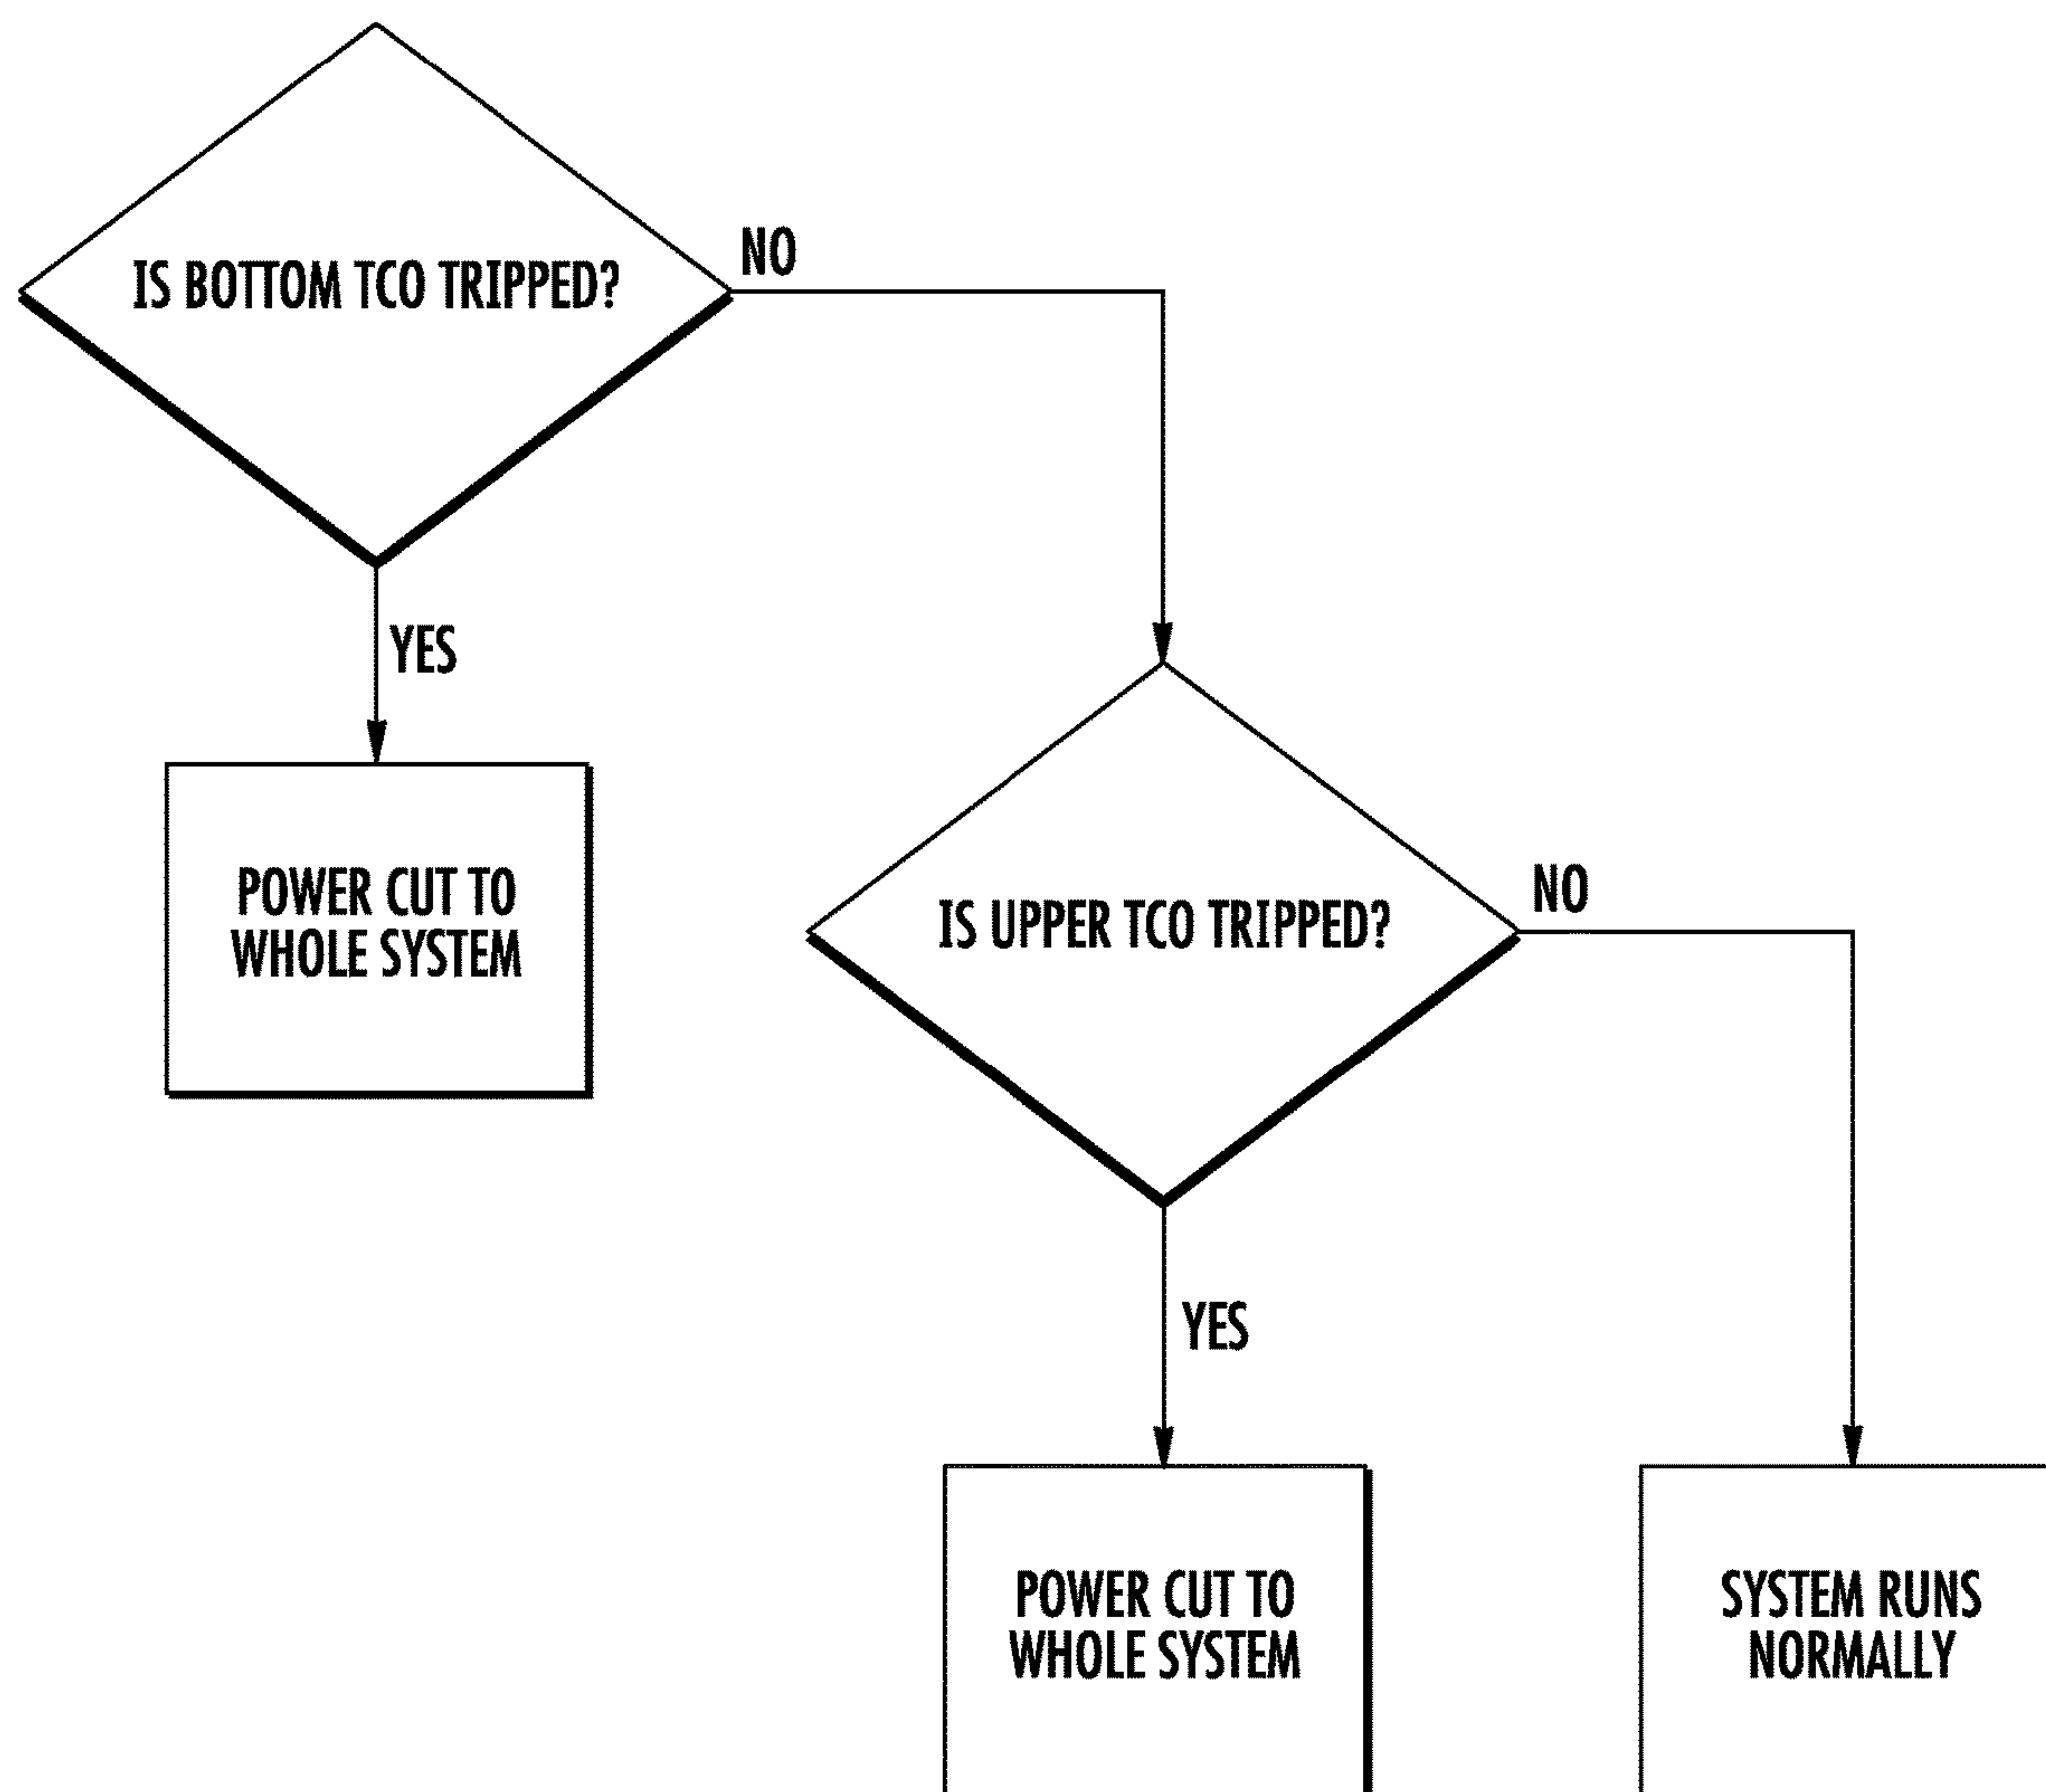 IS BOTTOM TCO TRIPPED?
NO
YES
POWER CUT TO
WHOLE SYSTEM
IS UPPER TCO TRIPPED?
NO
YES
POWER CUT TO
WHOLE SYSTEM
SYSTEM RUNS
NORMALLY